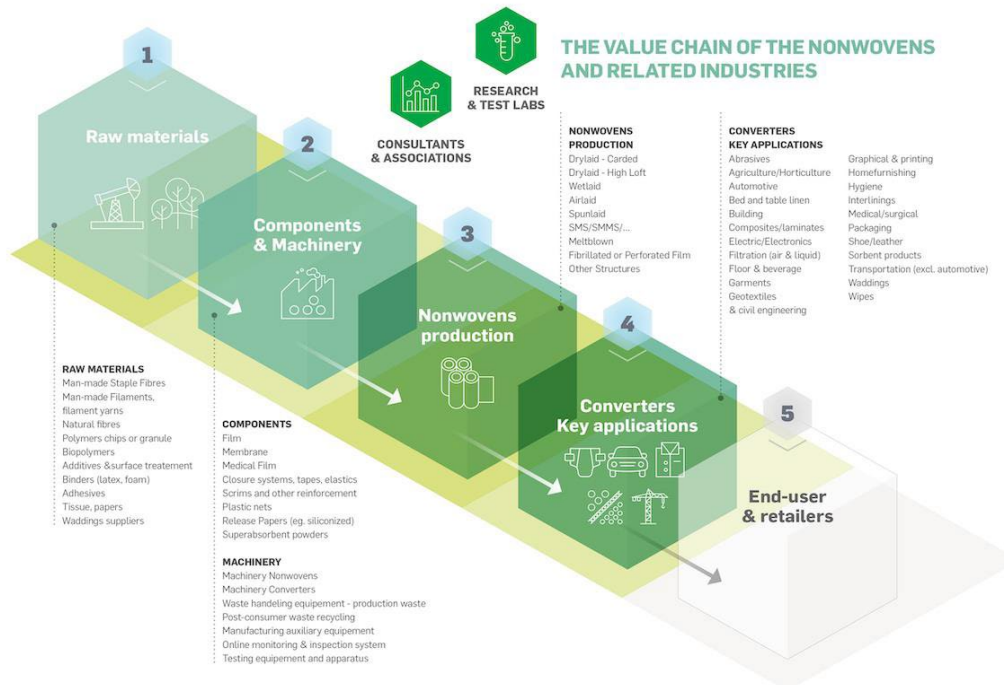 THE VALUE CHAIN OF THE NONWOVENS
AND RELATED INDUSTRIES
RESEARCH
& TEST LABS
CONSULTANTS
& ASSOCIATIONS
1
Raw materials
2
Components
& Machinery
3
Nonwovens
production
4
Converters
Key applications
5
End-user
& retailers
RAW MATERIALS
Man-made Staple Fibres
Man-made Filaments,
filament yarns
Natural fibres
Polymers chips or granule
Biopolymers
Additives &surface treatement
Binders (latex, foam)
Adhesives
Tissue, papers
Waddings suppliers
COMPONENTS
Film
Membrane
Medical Film
Closure systems, tapes, elastics
Scrims and other reinforcement
Plastic nets
Release Papers (eg. siliconized)
Superabsorbent powders
MACHINERY
Machinery Nonwovens
Machinery Converters
Waste handeling equipement - production waste
Post-consumer waste recycling
Manufacturing auxiliary equipement
Online monitoring & inspection system
Testing equipement and apparatus
NONWOVENS
PRODUCTION
Drylaid - Carded
Drylaid - High Loft
Wetlaid
Airlaid
Spunlaid
SMS/SMMS/...
Meltblown
Fibrillated or Perforated Film
Other Structures
CONVERTERS
KEY APPLICATIONS
Abrasives
Agriculture/Horticulture
Automotive
Bed and table linen
Building
Composites/laminates
Electric/Electronics
Filtration (air & liquid)
Floor & beverage
Garments
Geotextiles
& civil engineering
Graphical & printing
Homefurnishing
Hygiene
Interlinings
Medical/surgical
Packaging
Shoe/leather
Sorbent products
Transportation (excl. automotive)
Waddings
Wipes